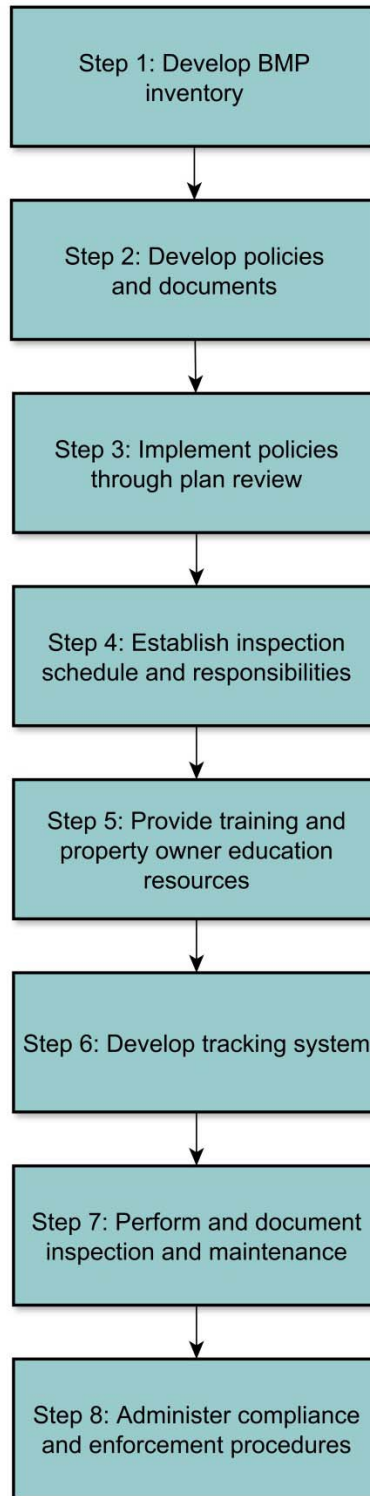 Step 1: Develop BMP
inventory
Step 2: Develop policies
and documents
Step 3: Implement policies
through plan review
Step 4: Establish inspection
schedule and responsibilities
Step 5: Provide training and
property owner education
resources
Step 6: Develop tracking system
Step 7: Perform and document
inspection and maintenance
Step 8: Administer compliance
and enforcement procedures